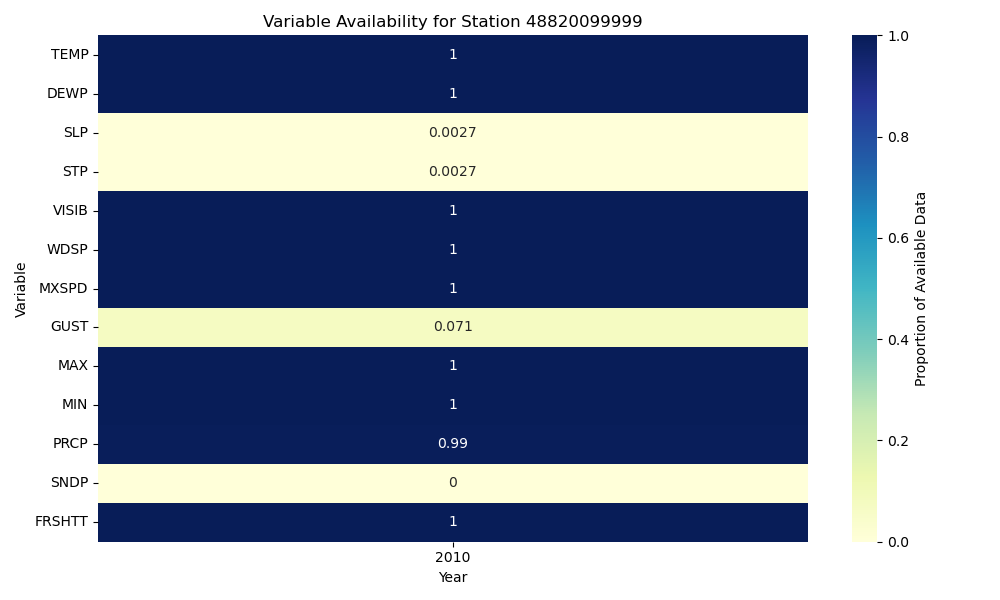 Variable Availability for Station 48820099999
Variable
TEMP 1
DEWP 1
SLP 0.0027
STP 0.0027
VISIB 1
WDSP 1
MXSPD 1
GUST 0.071
MAX 1
MIN 1
PRCP 0.99
SNDP 0
FRSHTT 1
2010
Year
1.0
0.8
0.6
0.4
0.2
0.0
Proportion of Available Data